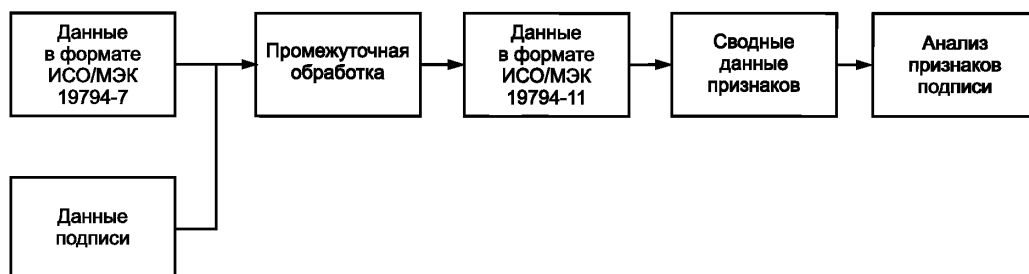 Данные
в формате
ИСО/МЭК
19794-7
Промежуточная
обработка
Данные
в формате
ИСО/МЭК
19794-11
Сводные
данные
признаков
Анализ
признаков
подписи
Данные
подписи